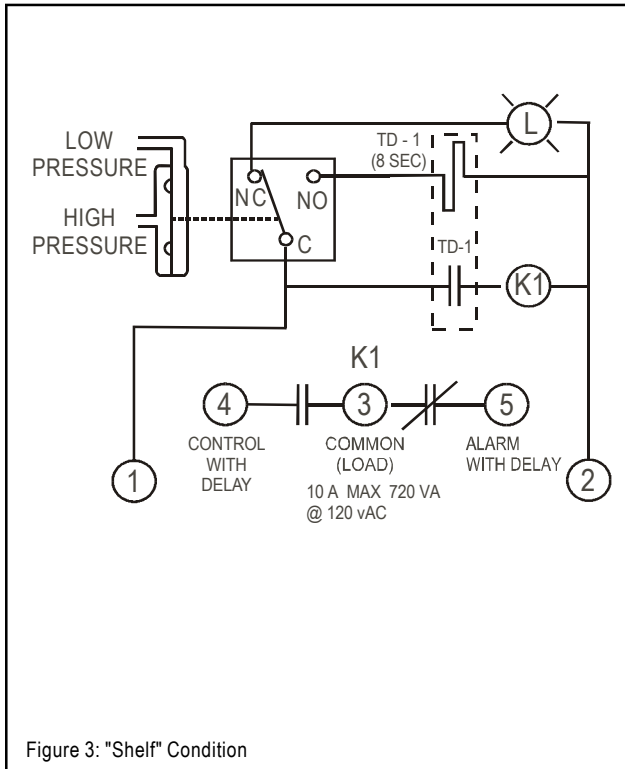 LOW
PRESSURE
HIGH
PRESSURE
NC
NO
C
TD - 1
(8 SEC)
L
TD-1
K1
K1
4
3
5
CONTROL
WITH
DELAY
COMMON
(LOAD)
ALARM
WITH DELAY
10 A MAX 720 VA
@ 120 vAC
1
2
Figure 3: "Shelf" Condition